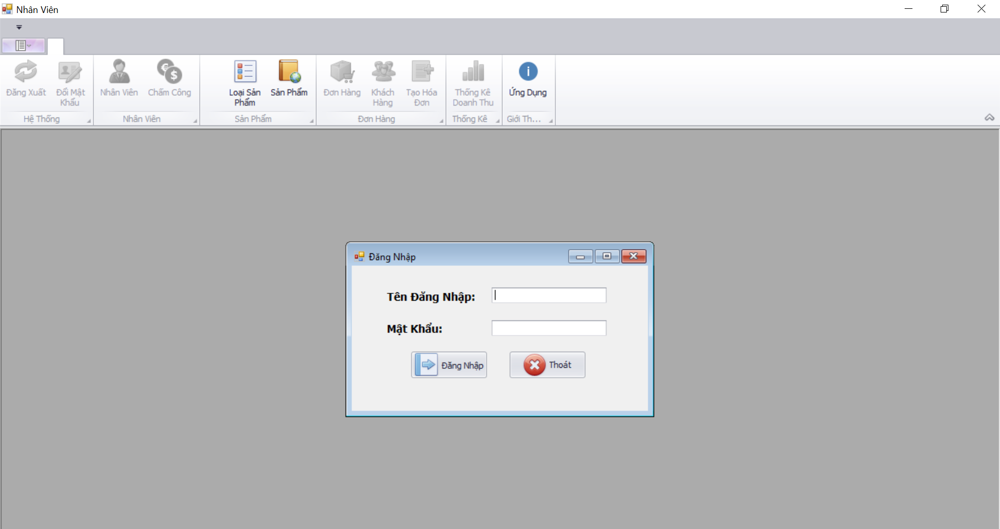 Nhân Viên
Đăng Xuất
Đổi Mật
Khẩu
Nhân Viên
Chấm Công
Loại Sản
Phẩm
Sản Phẩm
Đơn Hàng
Khách
Hàng
Tạo Hóa
Đơn
Thống Kê
Doanh Thu
Ứng Dụng
Hệ Thống
Nhân Viên
Sản Phẩm
Đơn Hàng
Thống Kê
Giới Th...
Đăng Nhập
Tên Đăng Nhập:
Mật Khẩu:
Đăng Nhập
Thoát